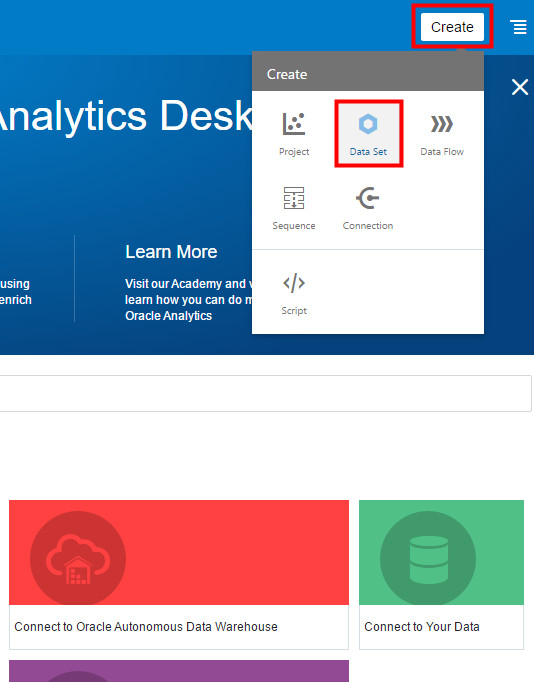 Create
Create
Analytics Desk
Project
Data Set
Data Flow
Sequence
Connection
Script
Learn More
using
enrich
Visit our Academy and
learn how you can do m
Oracle Analytics
Connect to Oracle Autonomous Data Warehouse
Connect to Your Data